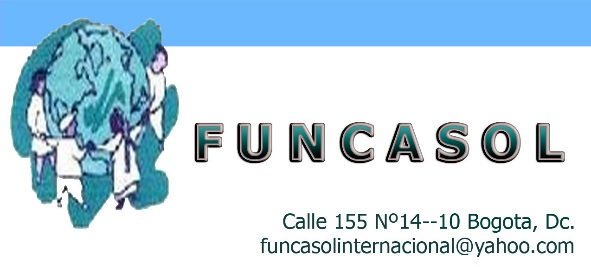 FUNCASOL
Calle 155 Nº14--10 Bogota, Dc.
funcasolinternacional@yahoo.com